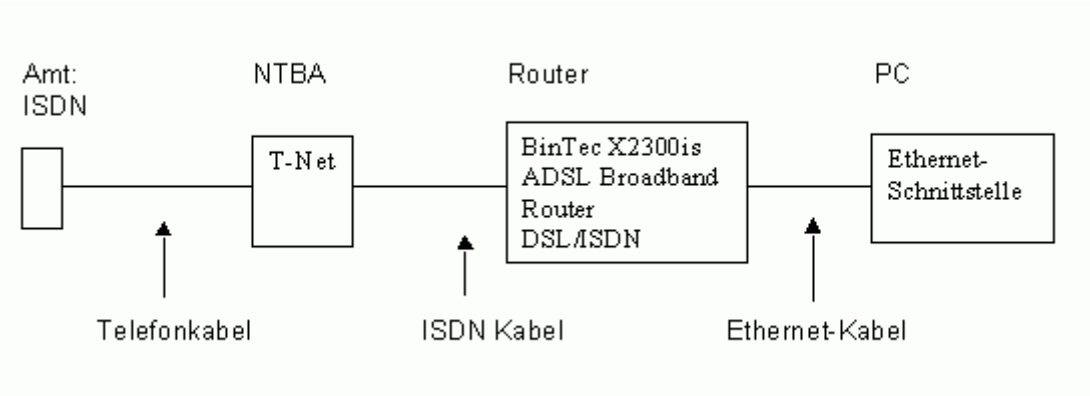 Amt:
ISDN
NTBA
Router
PC
T-Net
BinTec X2300is
ADSL Broadband
Router
DSL/ISDN
Ethernet-
Schnittstelle
Telefonkabel
ISDN Kabel
Ethernet-Kabel